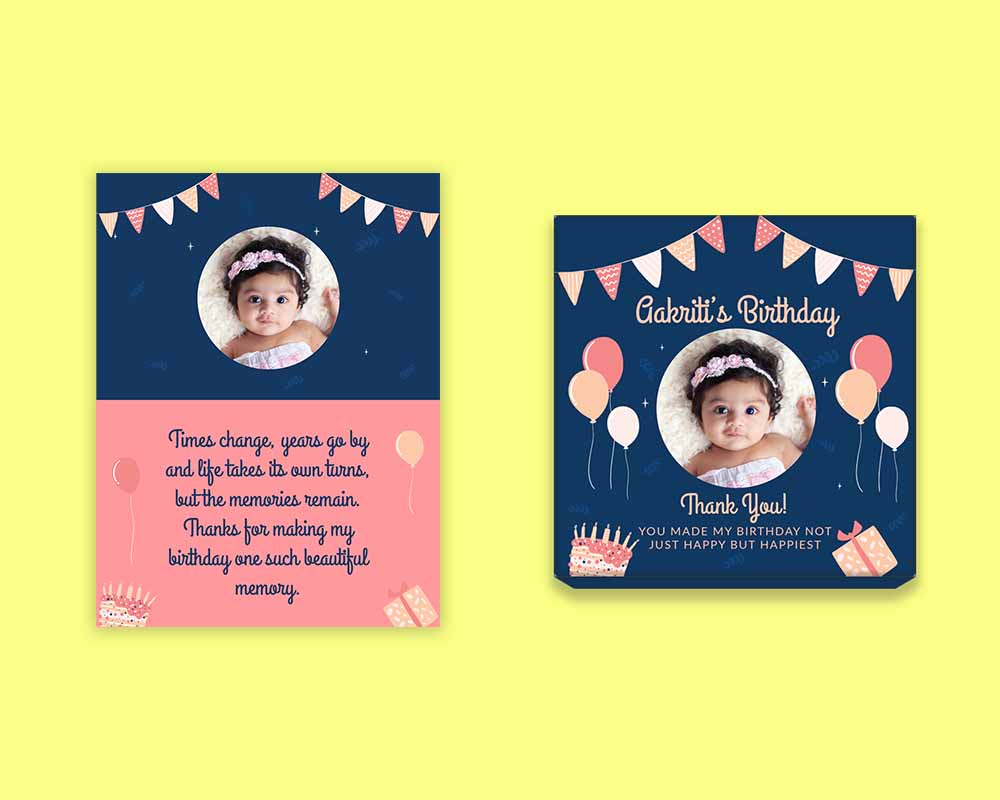 Times change, years go by
and life takes its own turns,
but the memories remain.
Thanks for making my
birthday one such beautiful
memory.
Aakriti's Birthday
Thank You!
YOU MADE MY BIRTHDAY NOT
JUST HAPPY BUT HAPPIEST